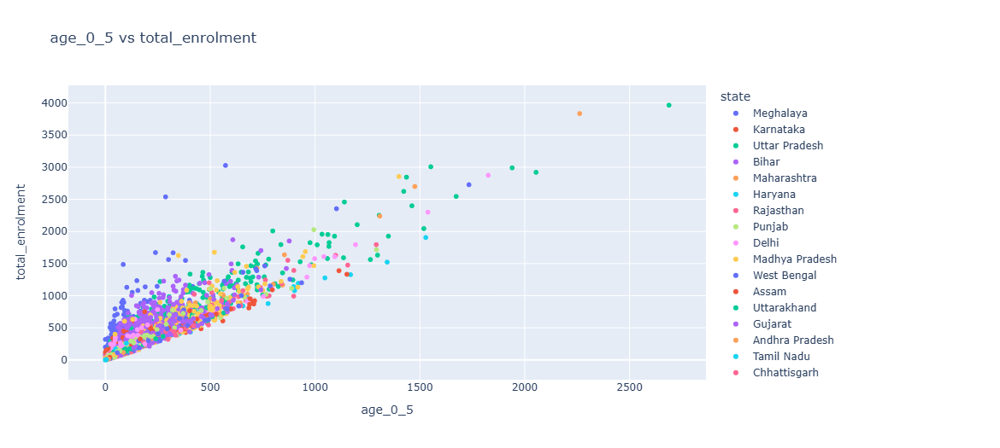 age_0_5 vs total_enrolment
state
Meghalaya
Karnataka
Uttar Pradesh
Bihar
Maharashtra
Haryana
Rajasthan
Punjab
Delhi
Madhya Pradesh
West Bengal
Assam
Uttarakhand
Gujarat
Andhra Pradesh
Tamil Nadu
Chhattisgarh
total_enrolment
4000
3500
3000
2500
2000
1500
1000
500
0
0 500 1000 1500 2000 2500
age_0_5